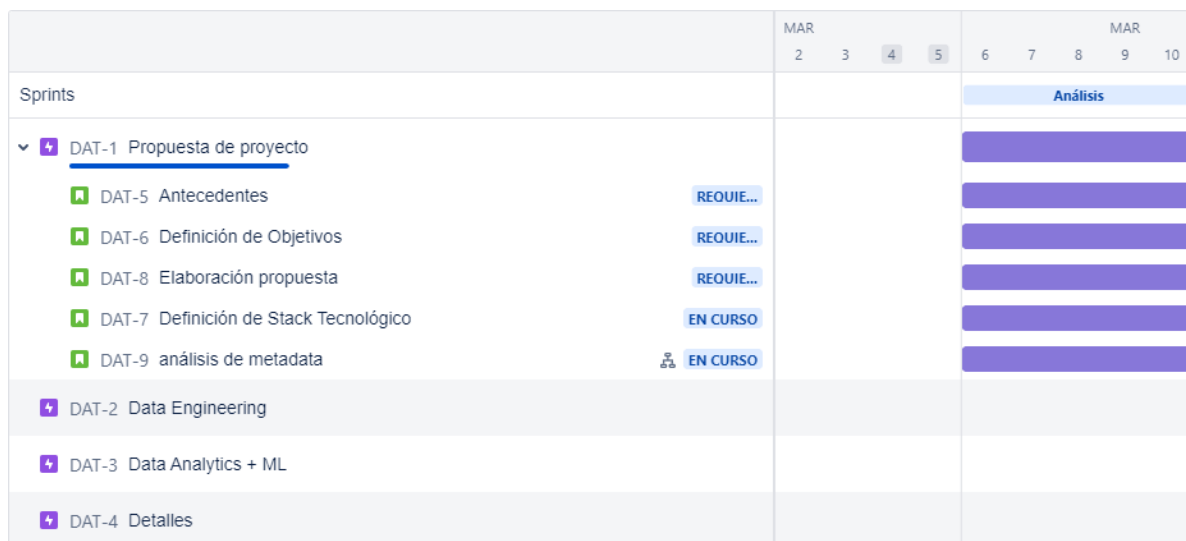 MAR MAR
2 3 4 5 6 7 8 9 10
Sprints Análisis
DAT-1 Propuesta de proyecto
DAT-5 Antecedentes REQUIE...
DAT-6 Definición de Objetivos REQUIE...
DAT-8 Elaboración propuesta REQUIE...
DAT-7 Definición de Stack Tecnológico EN CURSO
DAT-9 análisis de metadata EN CURSO
DAT-2 Data Engineering
DAT-3 Data Analytics + ML
DAT-4 Detalles